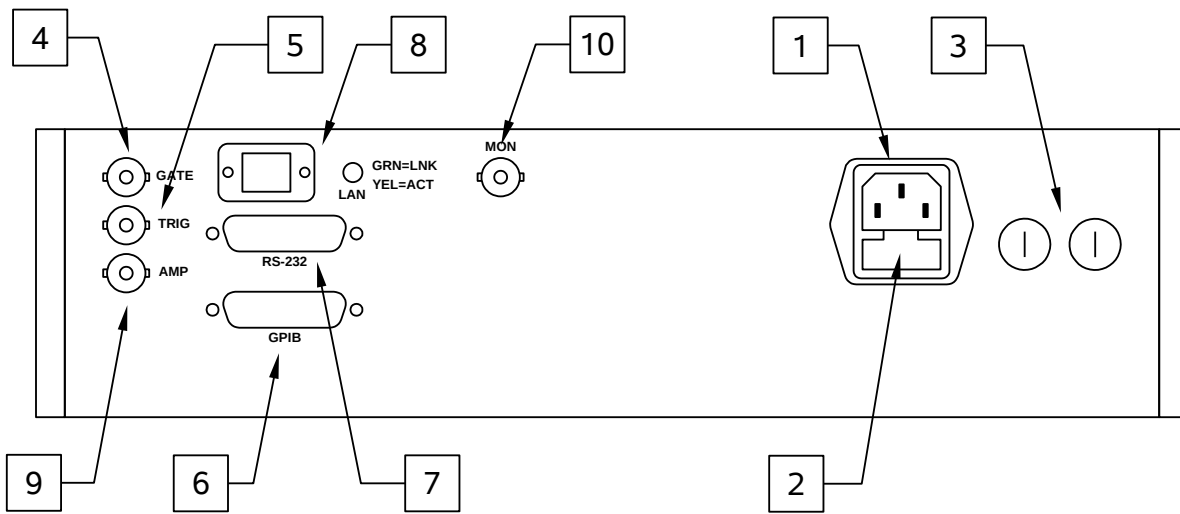 4
5
8
10
1
3
GATE
TRIG
AMP
LAN
GRN=LNK
YEL=ACT
MON
RS-232
GPIB
9
6
7
2